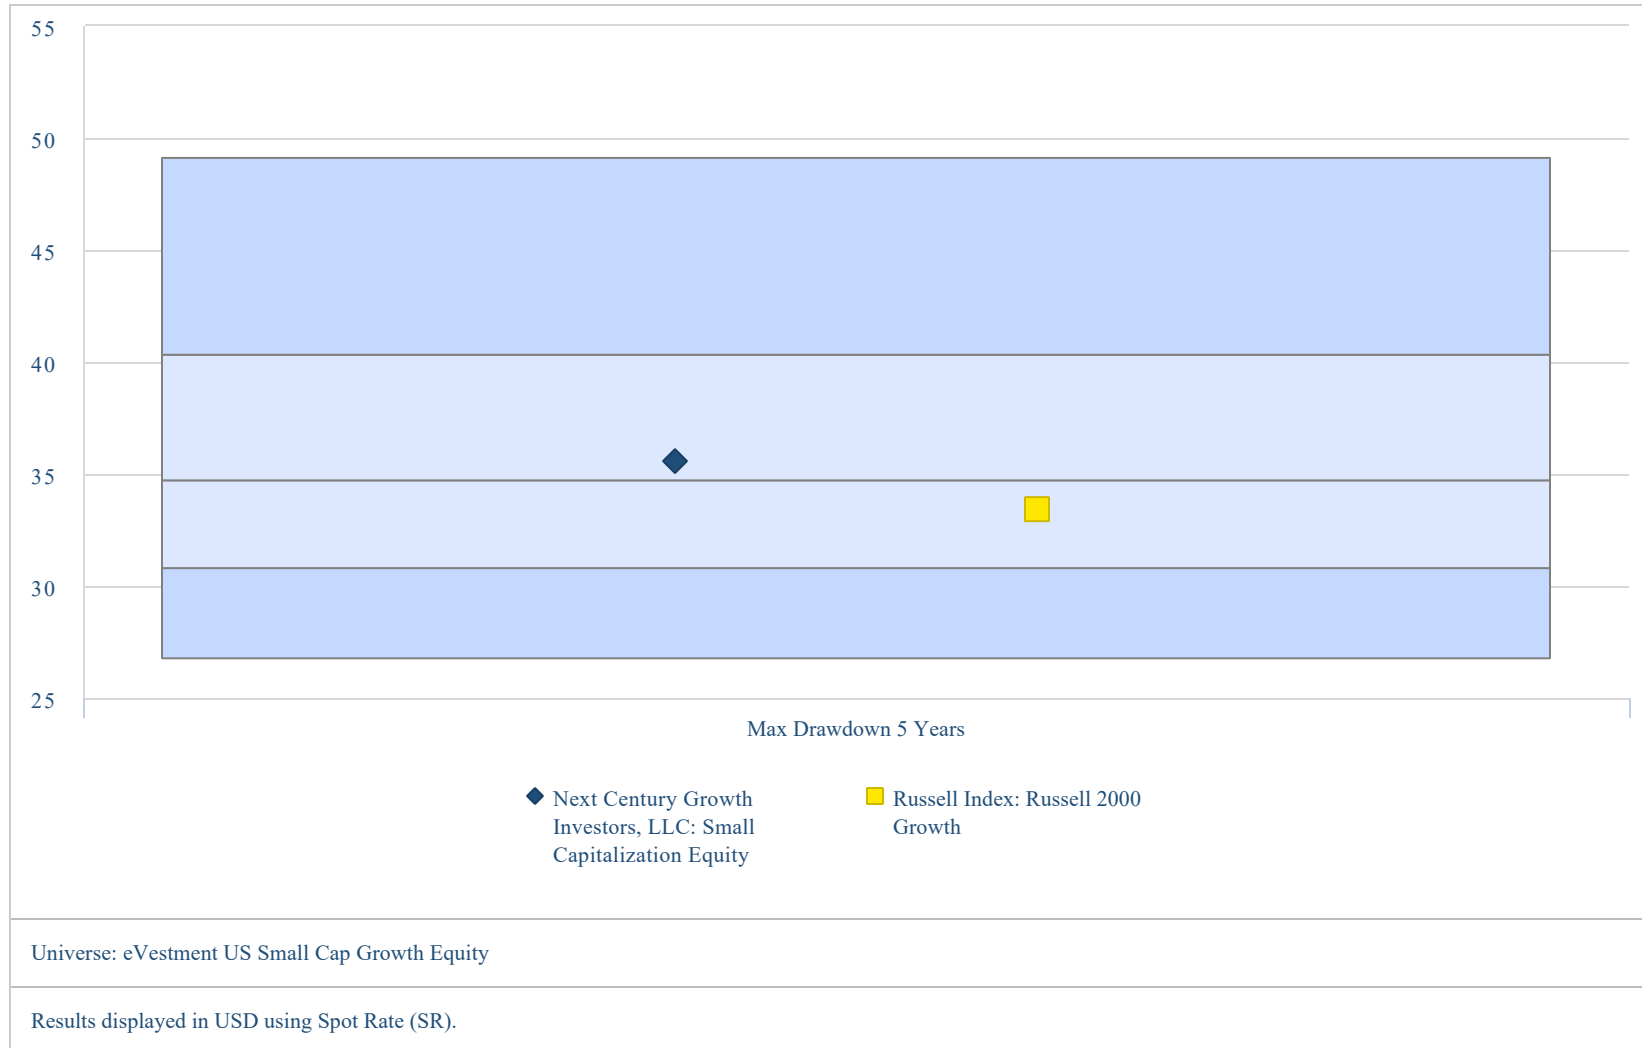 55
50
45
40
35
30
25
Max Drawdown 5 Years
Next Century Growth
Investors, LLC: Small
Capitalization Equity
Russell Index: Russell 2000
Growth
Universe: eVestment US Small Cap Growth Equity
Results displayed in USD using Spot Rate (SR).